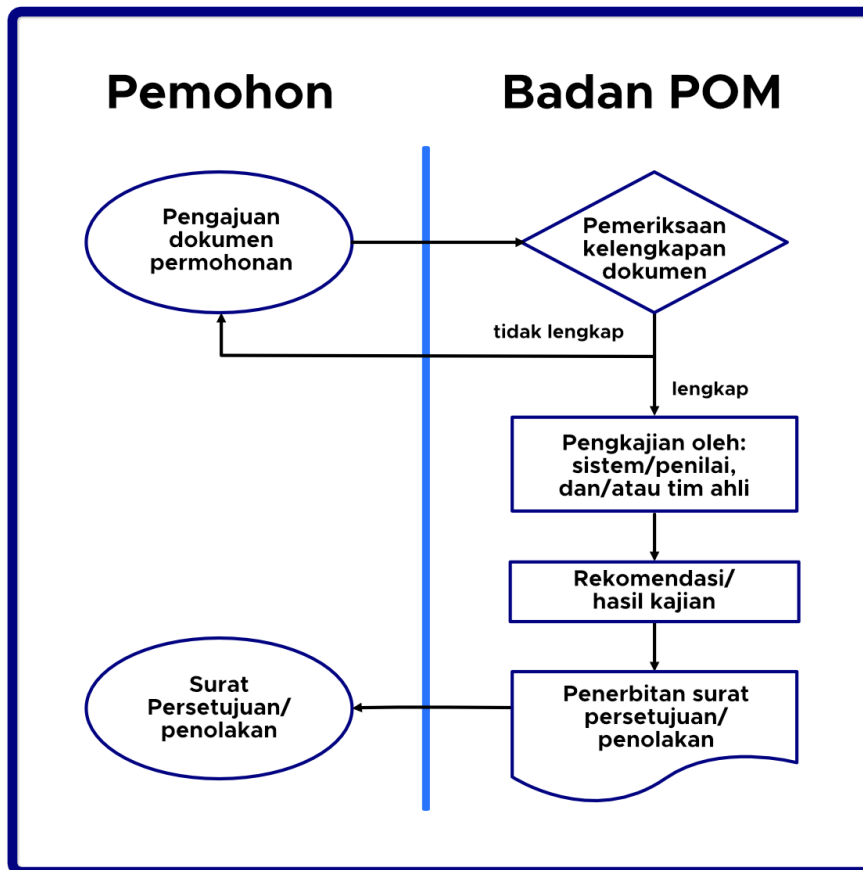 Pemohon
Badan POM
Pengajuan
dokumen
permohonan
Pemeriksaan
kelengkapan
dokumen
tidak lengkap
lengkap
Pengkajian oleh:
sistem/penilai,
dan/atau tim ahli
Rekomendasi/
hasil kajian
Penerbitan surat
persetujuan/
penolakan
Surat
Persetujuan/
penolakan